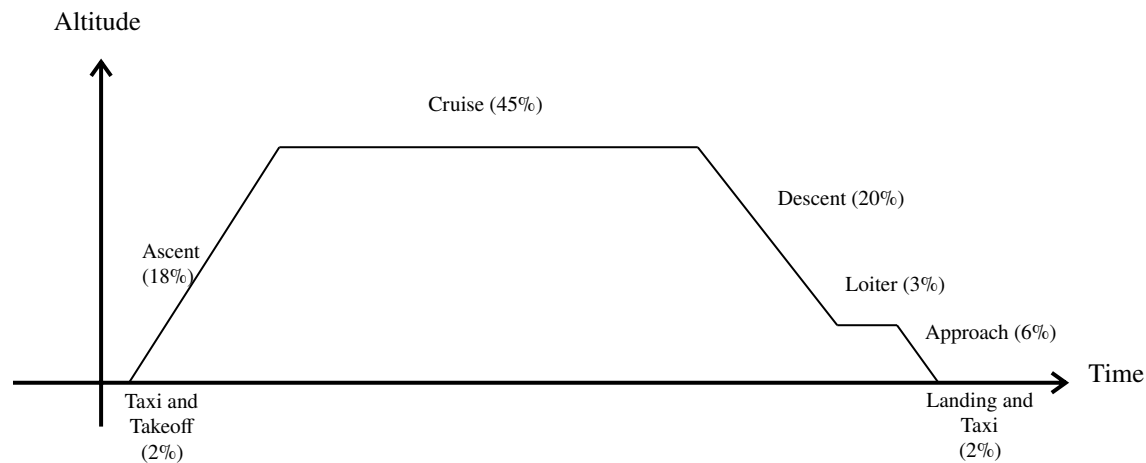 Altitude
Cruise (45%)
Descent (20%)
Ascent
(18%)
Loiter (3%)
Approach (6%)
Time
Taxi and
Takeoff
(2%)
Landing and
Taxi
(2%)